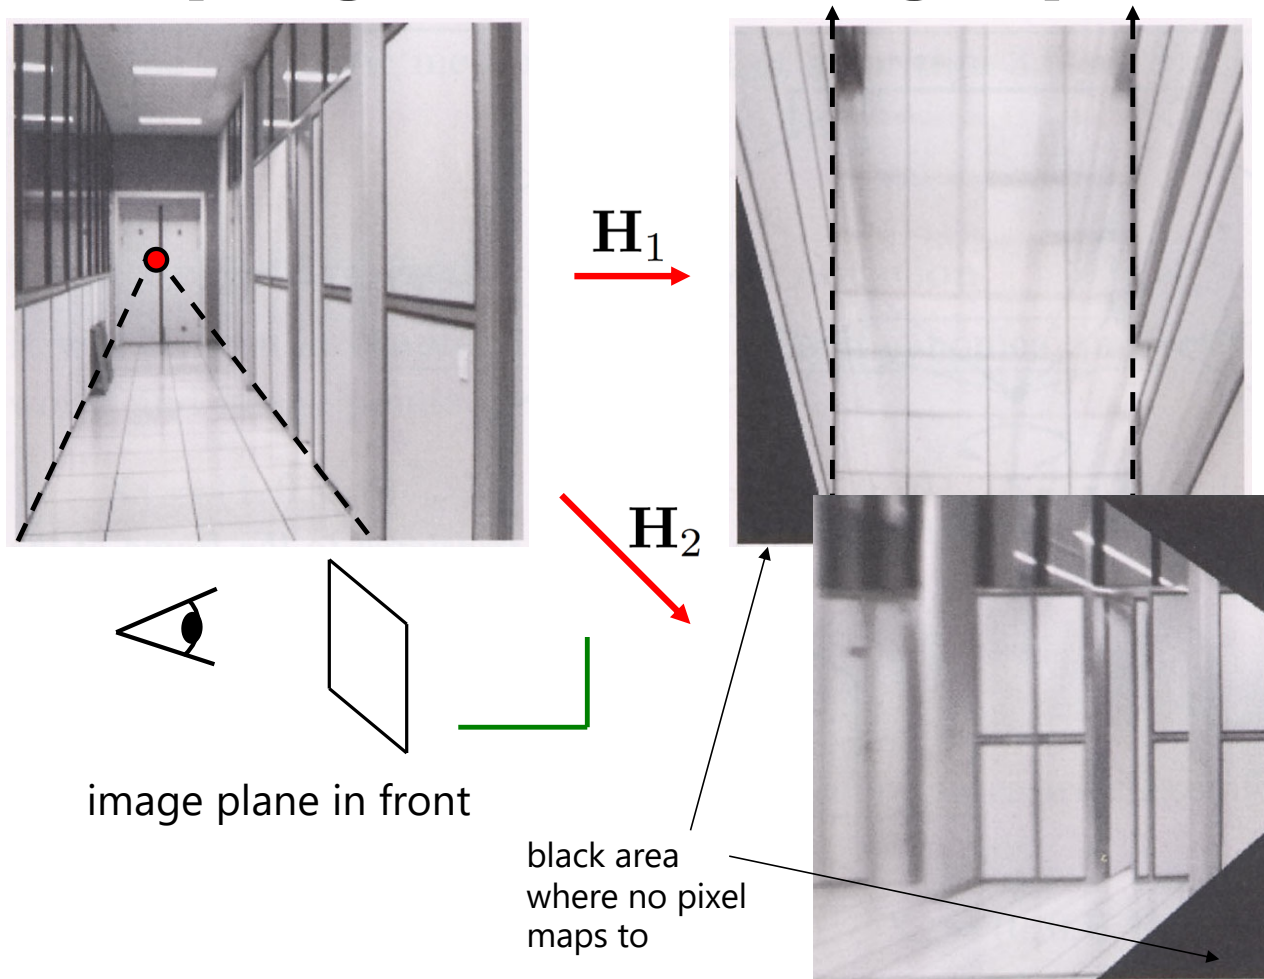 H₁
H₂
image plane in front
black area
where no pixel
maps to